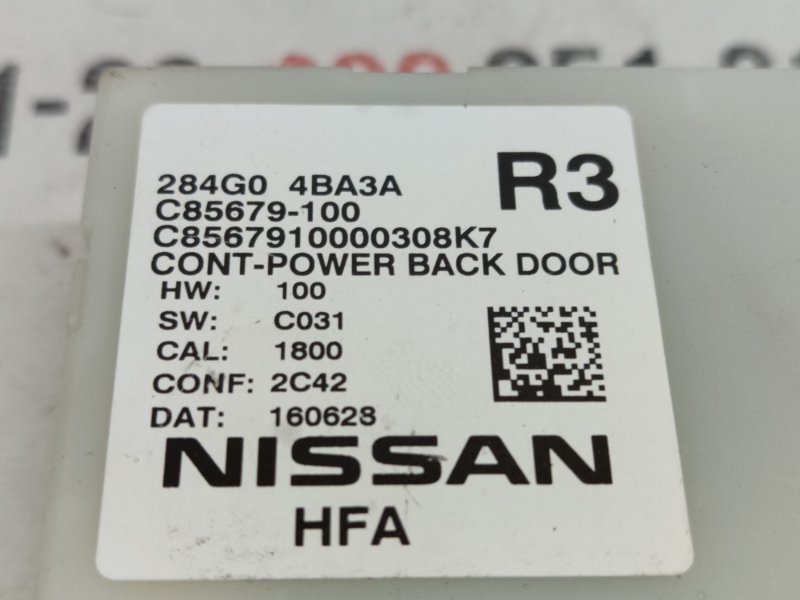 284G0 4BA3A
R3
C85679-100
C8567910000308K7
CONT-POWER BACK DOOR
HW: 100
SW: C031
CAL: 1800
CONF: 2C42
DAT: 160628
NISSAN
HFA